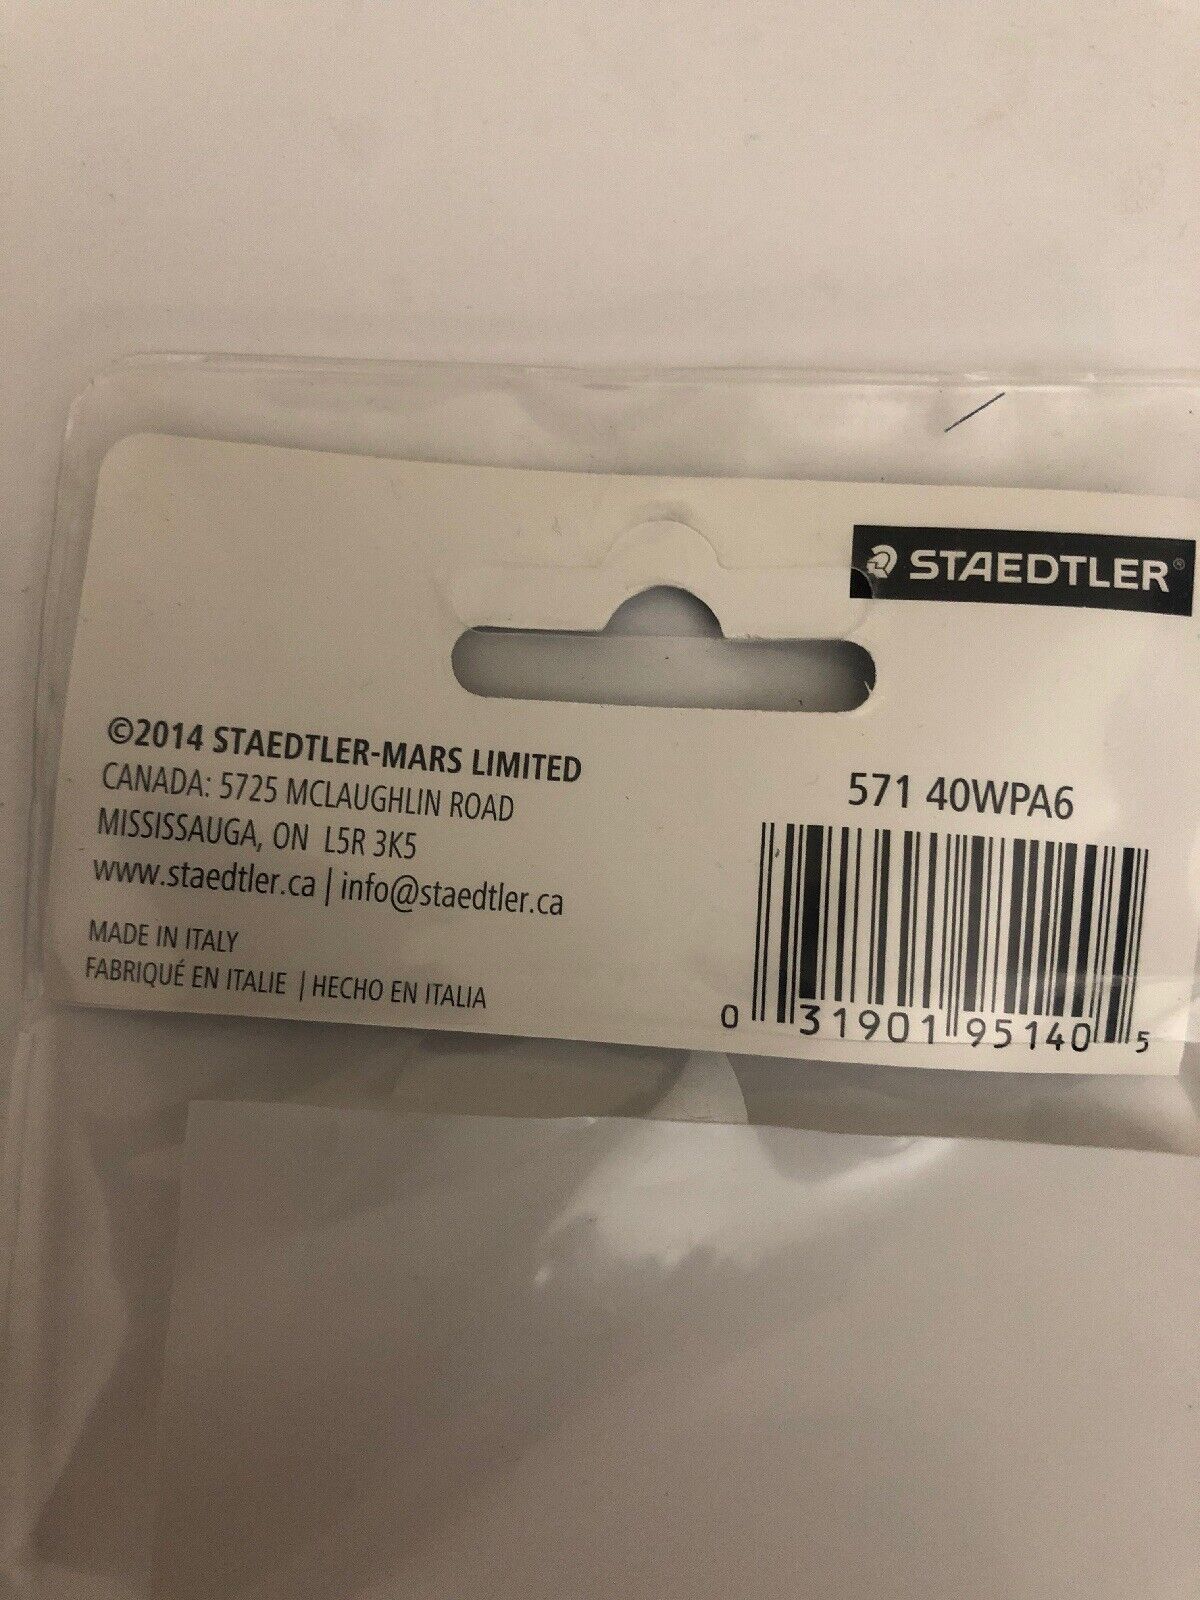 STAEDTLER®
©2014 STAEDTLER-MARS LIMITED
CANADA: 5725 MCLAUGHLIN ROAD
MISSISSAUGA, ON L5R 3K5
www.staedtler.ca | info@staedtler.ca
MADE IN ITALY
FABRIQUÉ EN ITALIE | HECHO EN ITALIA
571 40WPA6
0 31901 95140 5